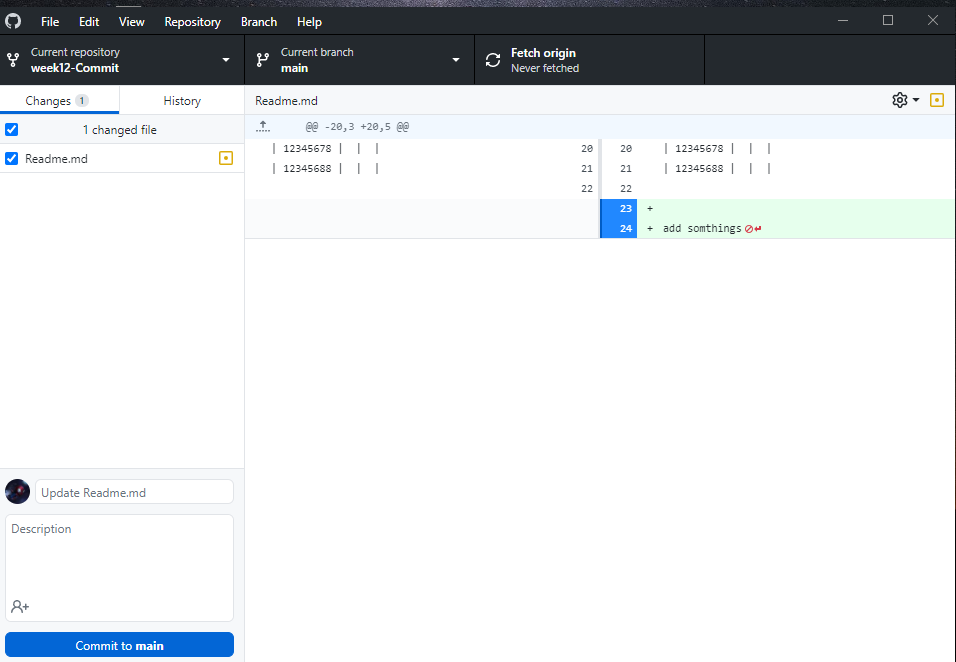 File Edit View Repository Branch Help
Current repository
week12-Commit
Current branch
main
Fetch origin
Never fetched
Changes 1 History
1 changed file
Readme.md
Readme.md
@@ -20,3 +20,5 @@
| 12345678 | | | 20 20 | 12345678 | | |
| 12345688 | | | 21 21 | 12345688 | | |
22 22
23 +
24 + add somthings
Update Readme.md
Description
Commit to main